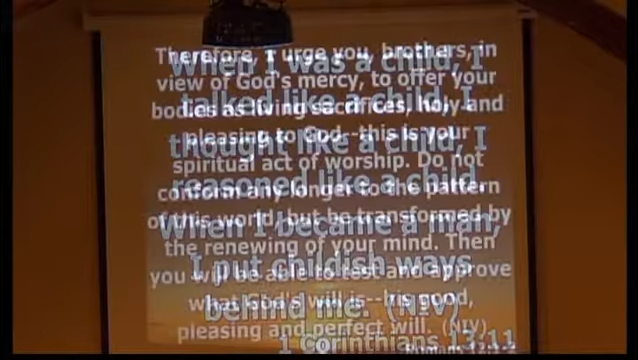 Therefore, I urge you, brothers, in
view of God's mercy, to offer your
bodies as living sacrifices, holy and
pleasing to God--this is your
spiritual act of worship. Do not
conform any longer to the pattern
of this world, but be transformed by
the renewing of your mind. Then
you will be able to test and approve
what God's will is--his good,
pleasing and perfect will. (NIV)
When I was a child, I
talked like a child, I
thought like a child, I
reasoned like a child.
When I became a man,
I put childish ways
behind me. (NIV)
1 Corinthians 13:11